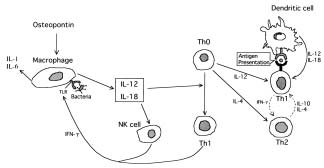 Osteopontin
Dendritic cell
Macrophage
IL-1
IL-6
TLR
Bacteria
IL-12
IL-18
NK cell
IFN-γ
Th0
Th1
Antigen
Presentation
IL-12
IL-18
IL-12
IL-4
IFN-γ
Th1
IL-10
IL-4
Th2